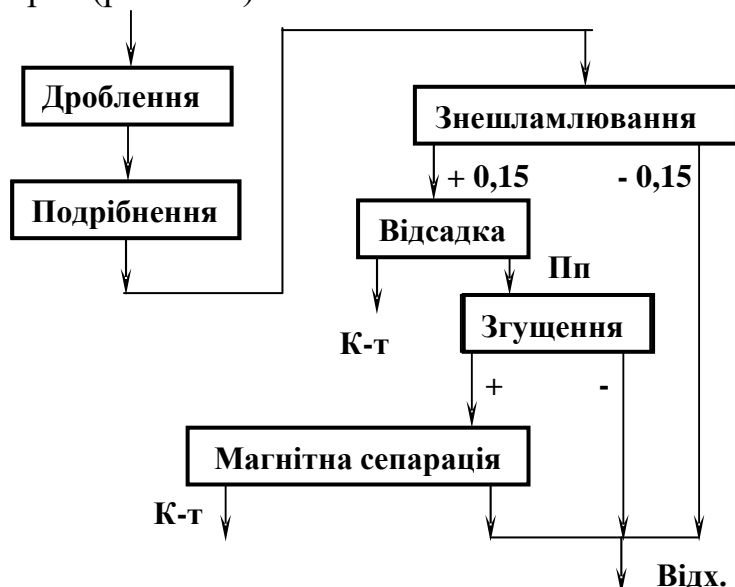 Дроблення
Знешламлювання
+ 0,15 - 0,15
Подрібнення
Відсадка
Пп
Згущення
К-т
+ -
Магнітна сепарація
К-т
Відх.